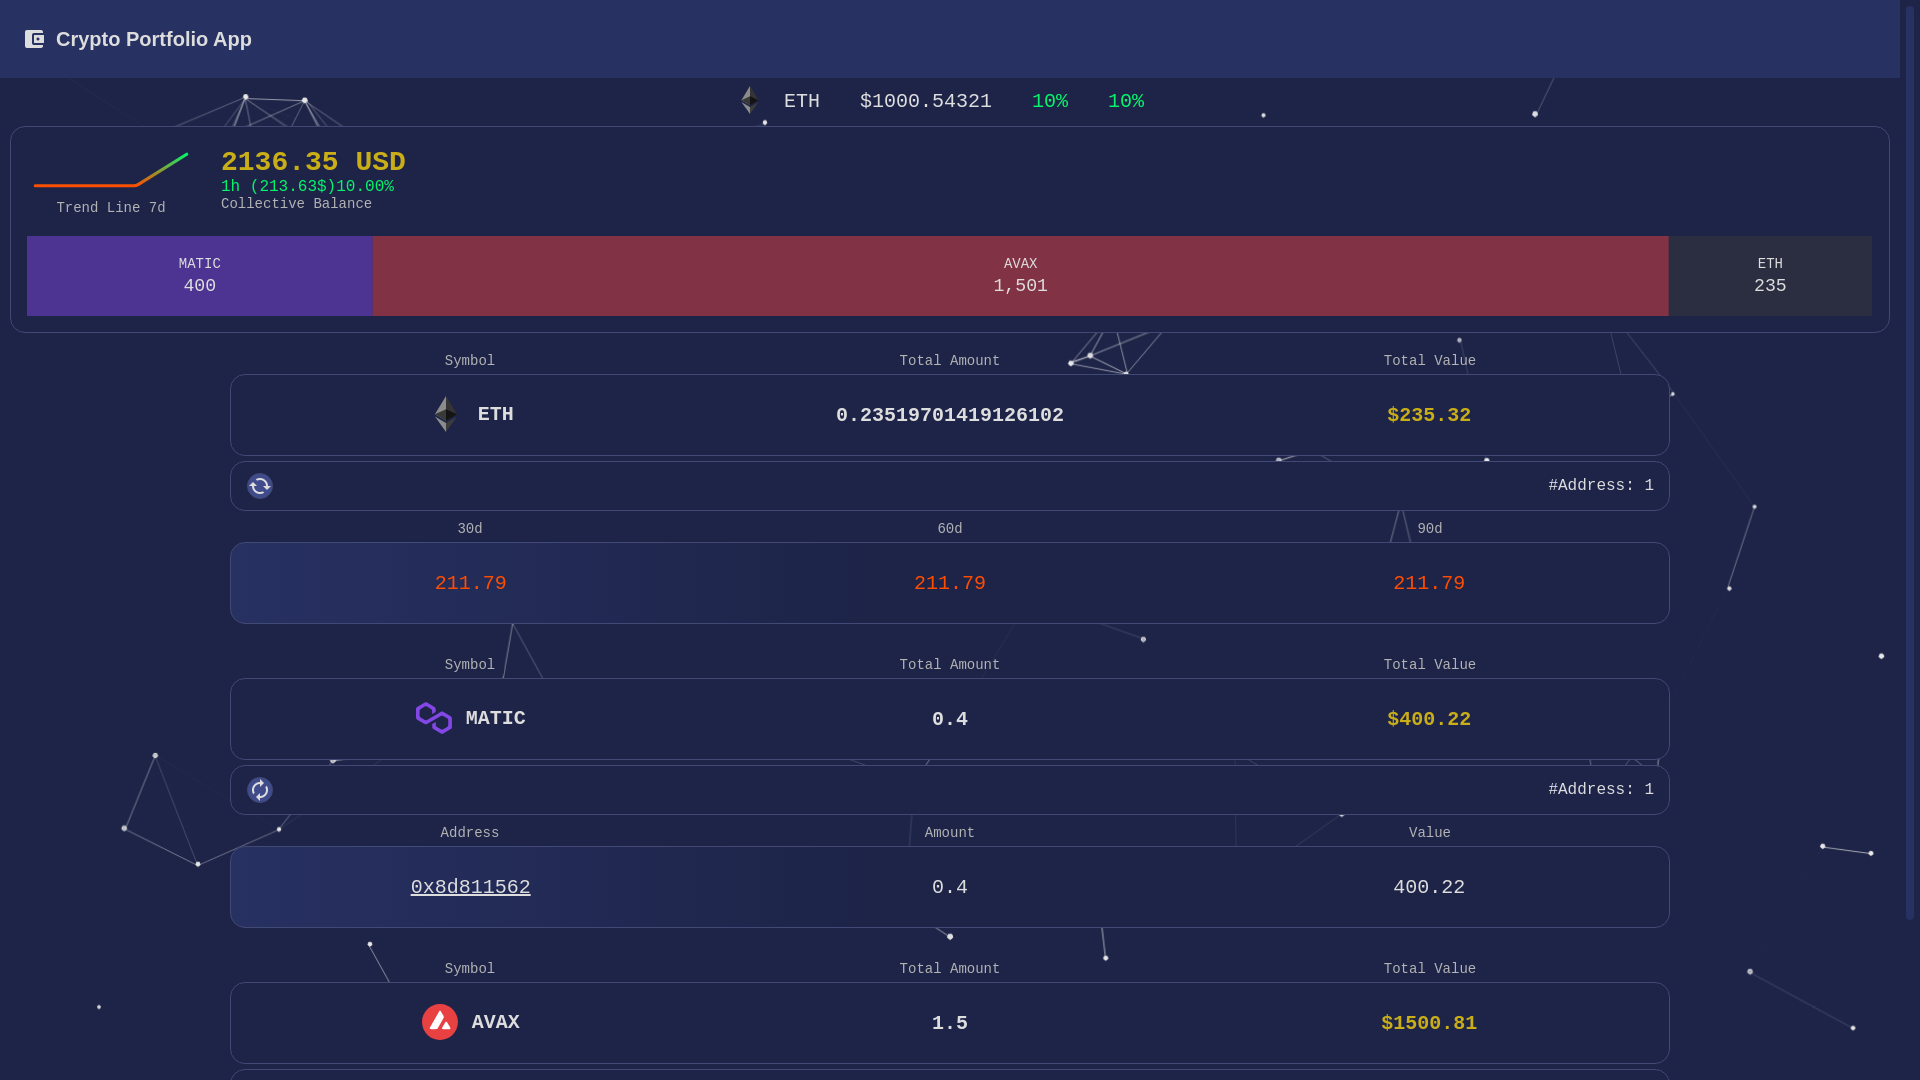 Crypto Portfolio App
ETH $1000.54321 10% 10%
2136.35 USD
1h (213.63$)10.00%
Collective Balance
Trend Line 7d
MATIC AVAX ETH
400 1,501 235
Symbol Total Amount Total Value
ETH 0.23519701419126102 $235.32
#Address: 1
30d 60d 90d
211.79 211.79 211.79
Symbol Total Amount Total Value
MATIC 0.4 $400.22
#Address: 1
Address Amount Value
0x8d811562 0.4 400.22
Symbol Total Amount Total Value
AVAX 1.5 $1500.81